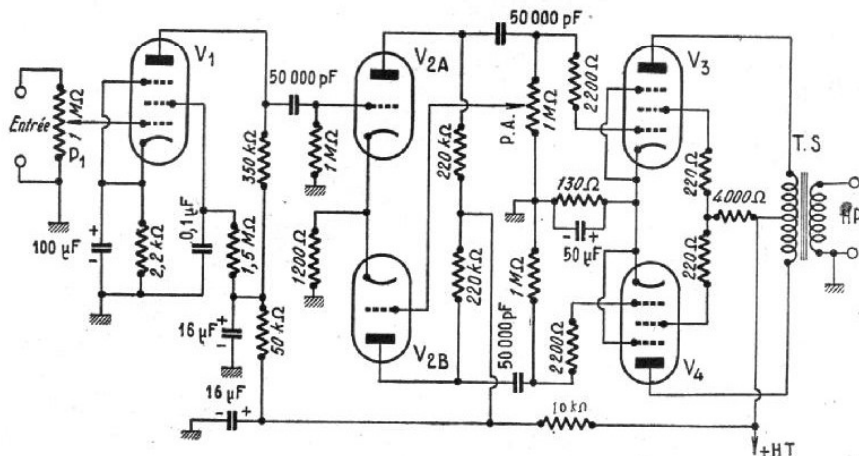 V1
Entrée
1 MΩ
P1
100 µF
+
-
2,2 kΩ
0,1 µF
1,5 MΩ
16 µF
+
-
350 kΩ
50 kΩ
16 µF
- +
50 000 pF
1 MΩ
1200 Ω
V2A
V2B
220 kΩ
220 kΩ
50 000 pF
P.A.
1 MΩ
1 MΩ
50 000 pF
2200 Ω
2200 Ω
130 Ω
- +
50 µF
V3
V4
220 Ω
220 Ω
4000 Ω
T.S
HP
10 kΩ
+HT